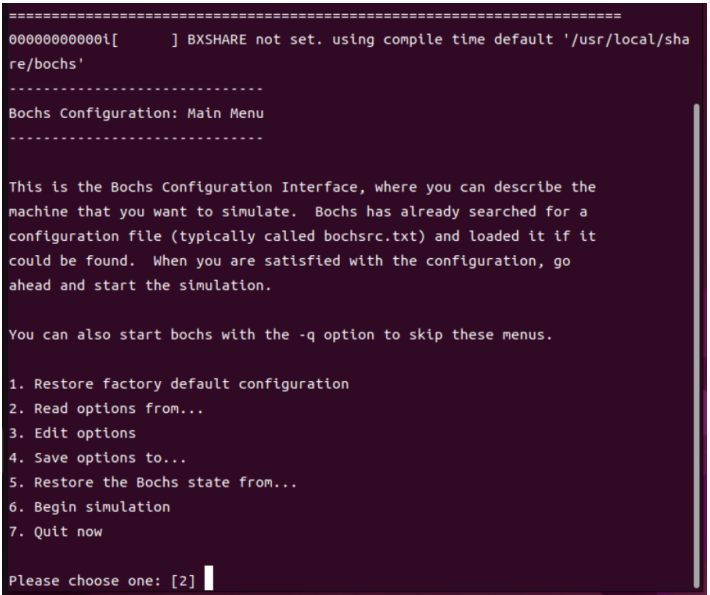 ========================================================================
00000000000i[      ] BXSHARE not set. using compile time default '/usr/local/sha
re/bochs'
------------------------------
Bochs Configuration: Main Menu
------------------------------
This is the Bochs Configuration Interface, where you can describe the
machine that you want to simulate.  Bochs has already searched for a
configuration file (typically called bochsrc.txt) and loaded it if it
could be found.  When you are satisfied with the configuration, go
ahead and start the simulation.
You can also start bochs with the -q option to skip these menus.
1. Restore factory default configuration
2. Read options from...
3. Edit options
4. Save options to...
5. Restore the Bochs state from...
6. Begin simulation
7. Quit now
Please choose one: [2]